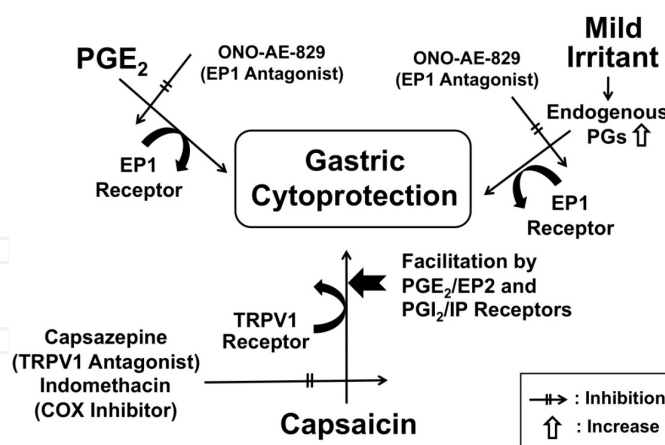 PGE2
ONO-AE-829
(EP1 Antagonist)
EP1
Receptor
Gastric
Cytoprotection
ONO-AE-829
(EP1 Antagonist)
Mild
Irritant
Endogenous
PGs
EP1
Receptor
Facilitation by
PGE2/EP2 and
PGI2/IP Receptors
TRPV1
Receptor
Capsazepine
(TRPV1 Antagonist)
Indomethacin
(COX Inhibitor)
Capsaicin
: Inhibition
: Increase